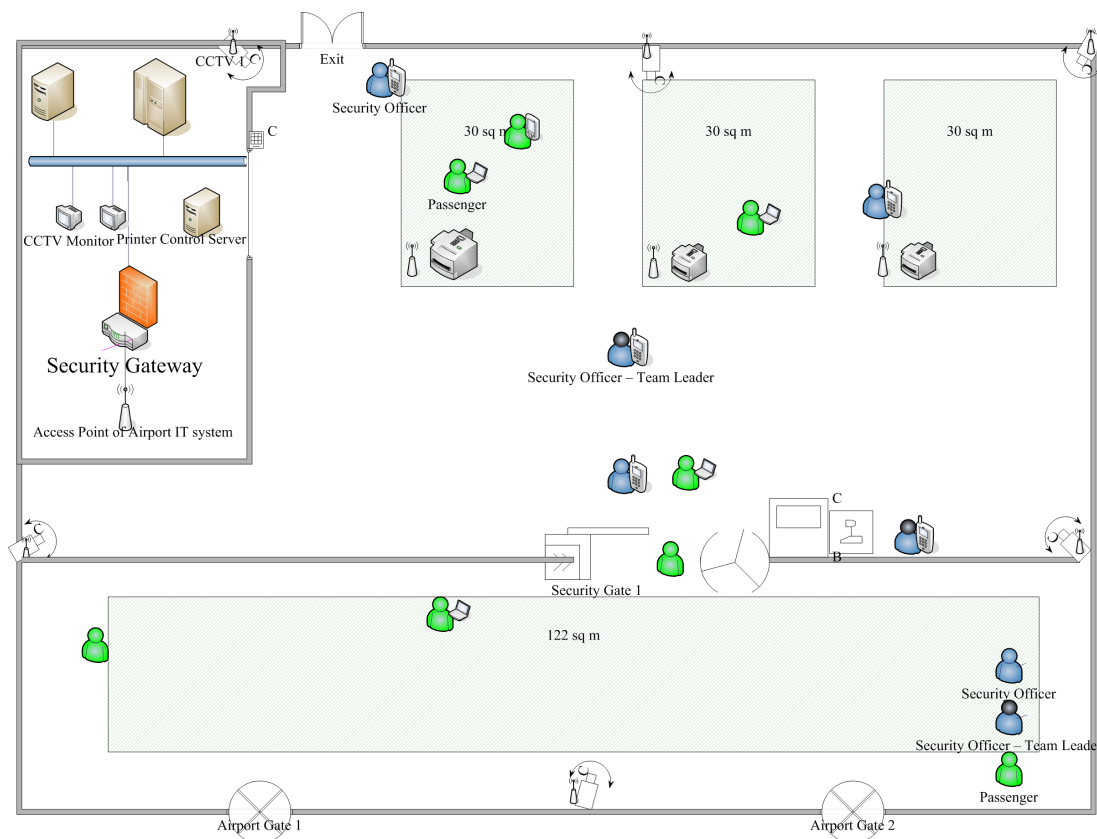 CCTV 1
C
Exit
C
C
Security Officer
30 sq m
30 sq m
30 sq m
C
Passenger
CCTV Monitor
Printer
Control Server
Security Gateway
Security Officer – Team Leader
Access Point of Airport IT system
C
C
C
B
Security Gate 1
122 sq m
Security Officer
Security Officer – Team Leade
C
Passenger
Airport Gate 1
Airport Gate 2